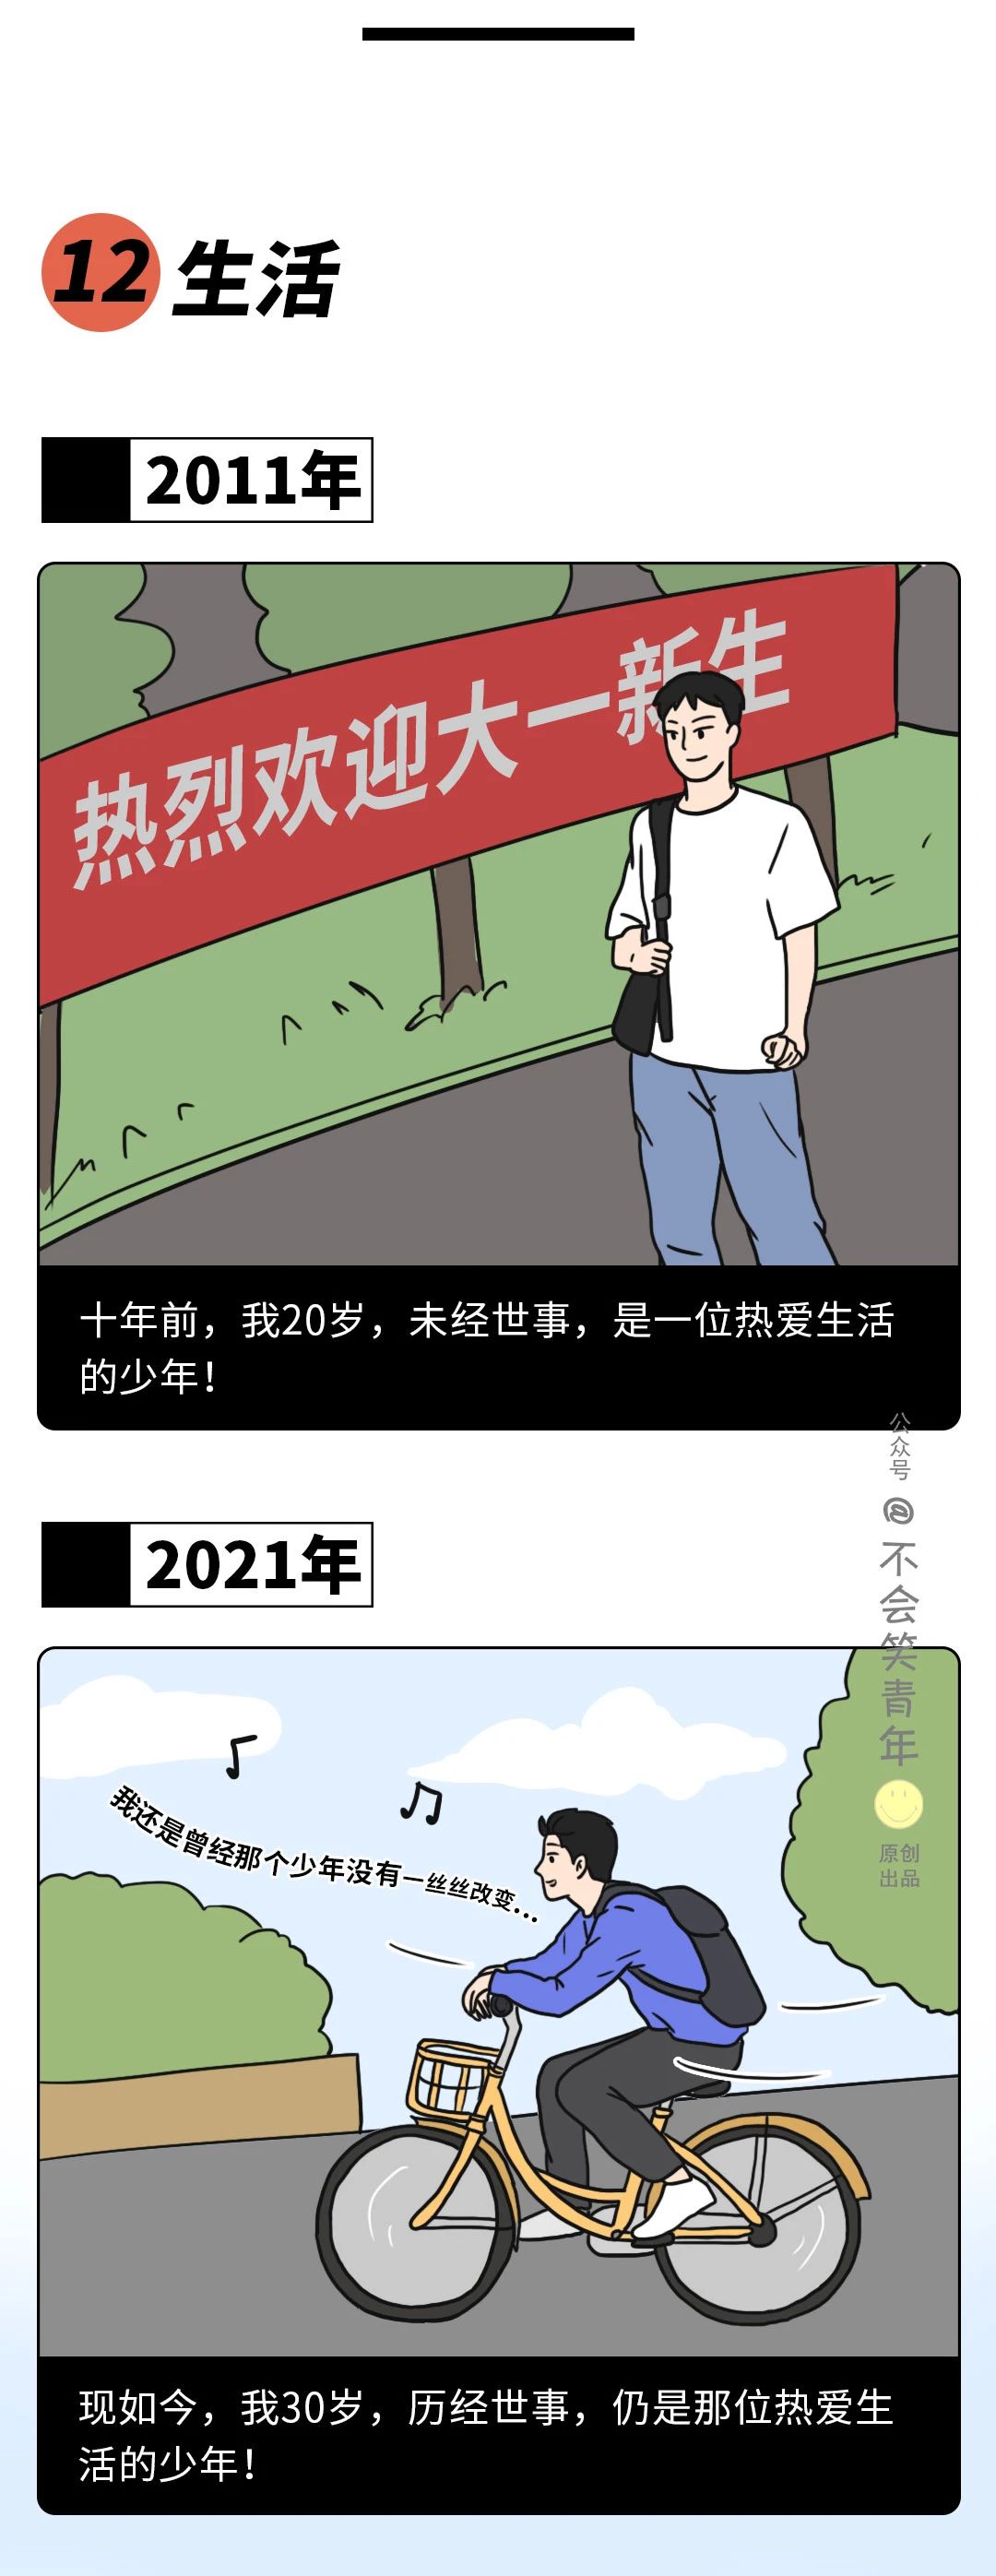 12 生活
2011年
热烈欢迎大一新生
十年前，我20岁，未经世事，是一位热爱生活
的少年！
公众号
@不会笑青年
原创
出品
2021年
我还是曾经那个少年没有一丝丝改变...
现如今，我30岁，历经世事，仍是那位热爱生
活的少年！